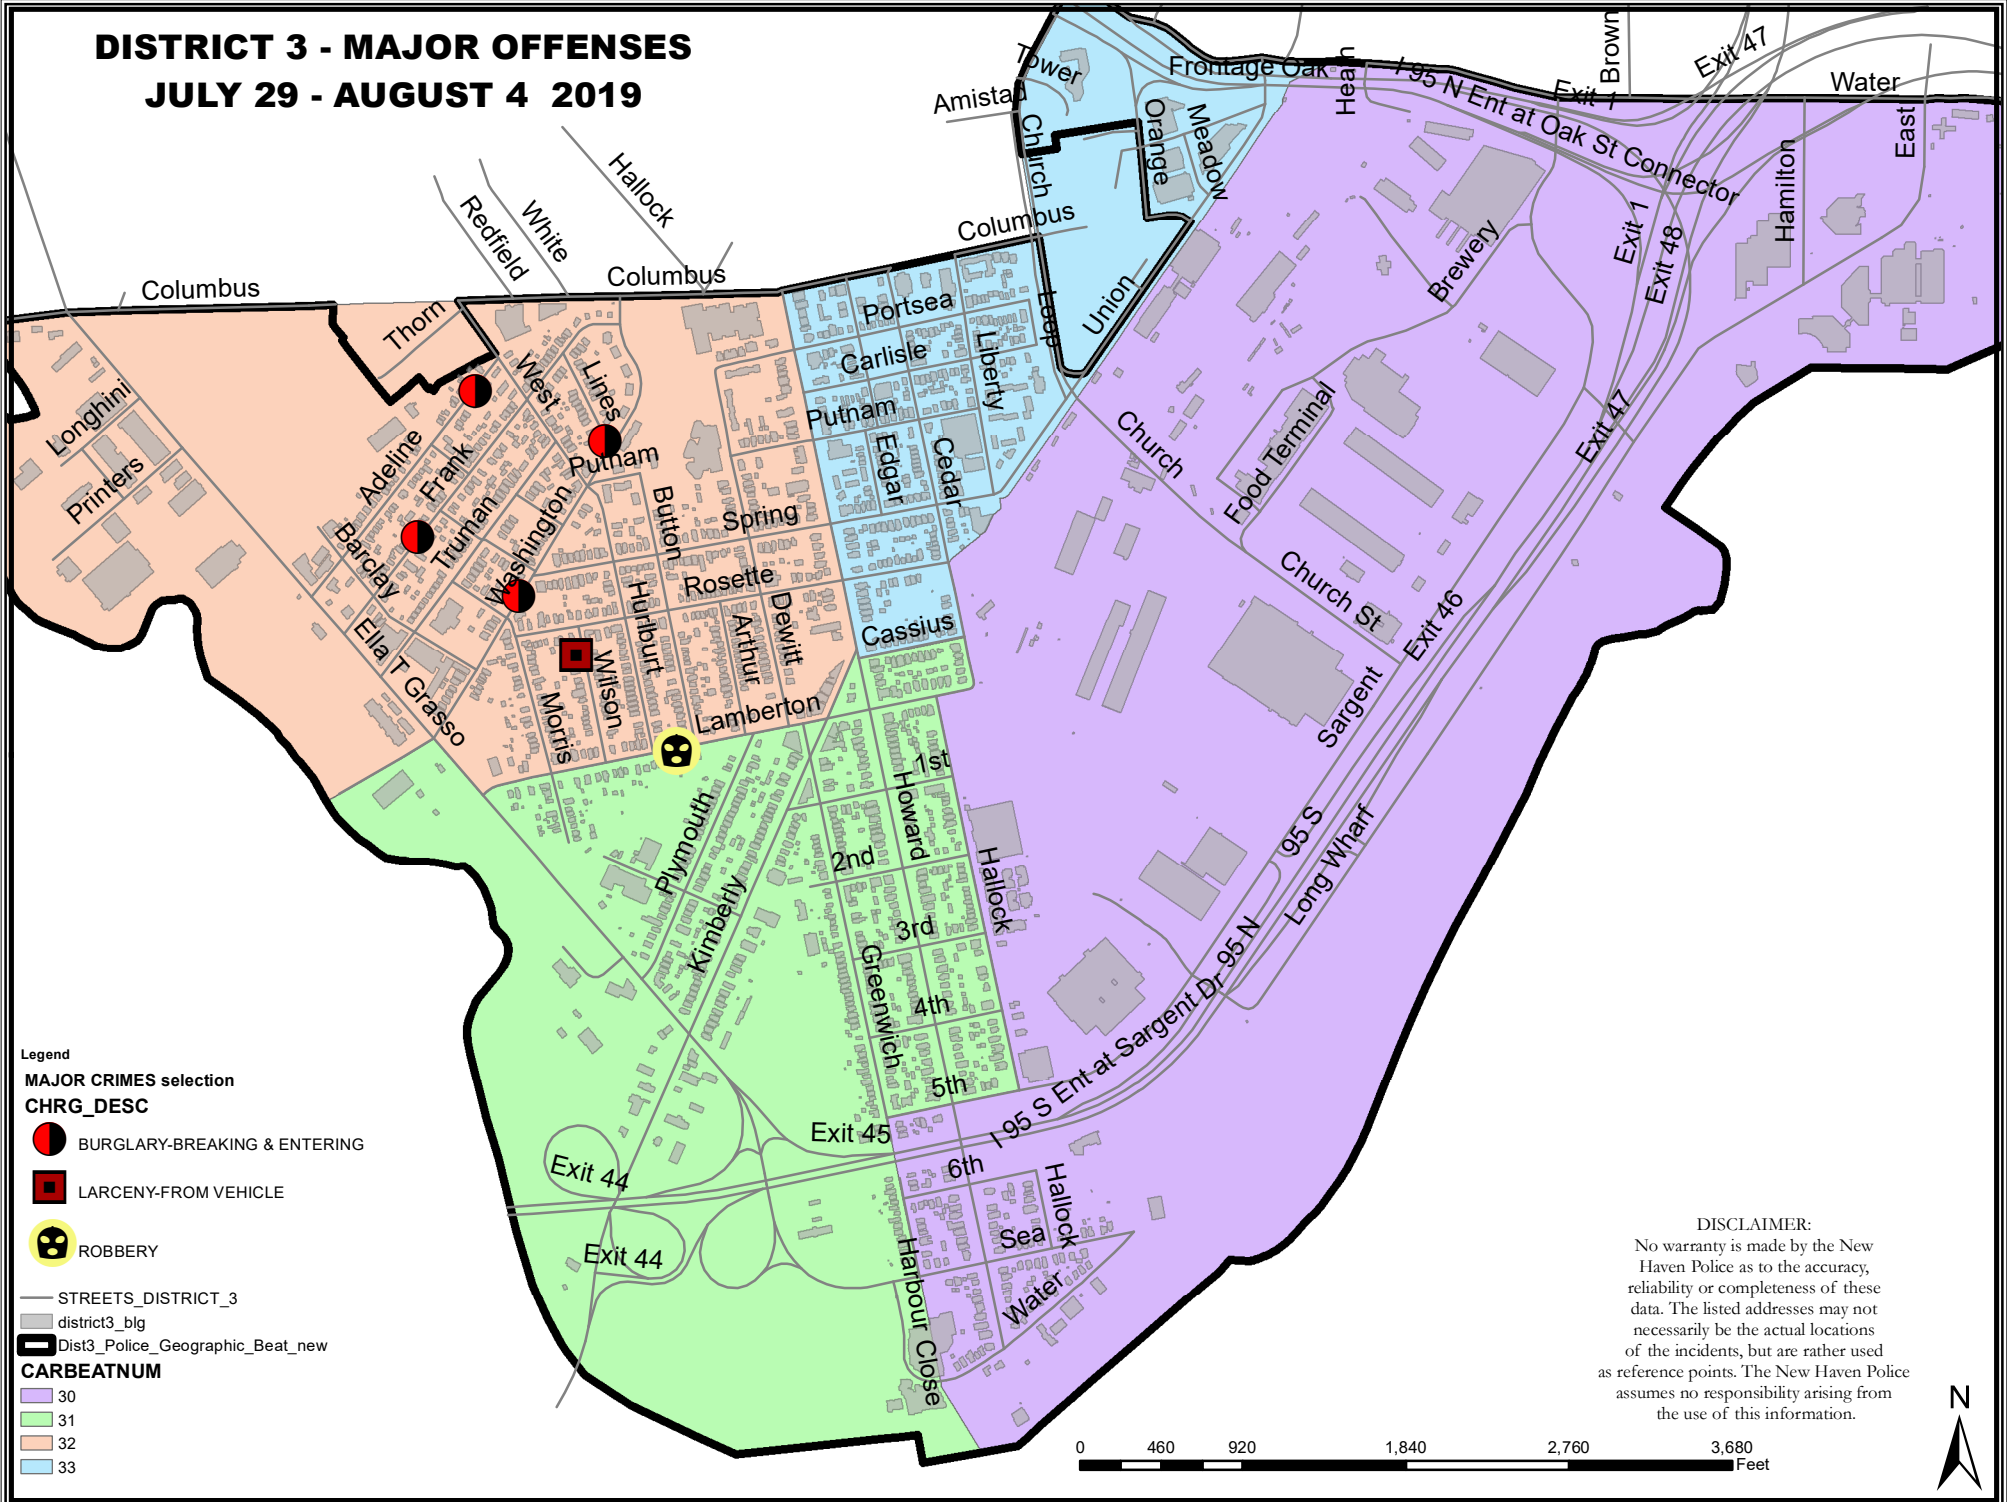 DISTRICT 3 - MAJOR OFFENSES
JULY 29 - AUGUST 4  2019
Tower
Amistad
Church
Frontage Oak
Heath
I 95 N Ent at Oak St Connector
Exit 1
Brown
Exit 47
Water
East
Hamilton
Orange
Meadow
Hallock
White
Redfield
Columbus
Columbus
Columbus
Loop
Union
Brewery
Exit 1
Exit 48
Thorn
West
Lines
Portsea
Carlisle
Liberty
Putnam
Edgar
Cedar
Longhini
Printers
Adeline
Frank
Truman
Washington
Putnam
Button
Spring
Barclay
Rosette
Hurlburt
Arthur
Dewitt
Cassius
Ella T Grasso
Morris
Wilson
Lamberton
Church
Food Terminal
Church St
Exit 47
Exit 46
Sargent
1st
Howard
Plymouth
Kimberly
2nd
Hallock
3rd
Greenwich
4th
5th
95 S
Long Wharf
95 N
I 95 S Ent at Sargent Dr
Exit 45
Exit 44
Exit 44
6th
Hallock
Sea
Water
Harbour Close
Legend
MAJOR CRIMES selection
CHRG_DESC
BURGLARY-BREAKING & ENTERING
LARCENY-FROM VEHICLE
ROBBERY
STREETS_DISTRICT_3
district3_blg
Dist3_Police_Geographic_Beat_new
CARBEATNUM
30
31
32
33
DISCLAIMER:
No warranty is made by the New
Haven Police as to the accuracy,
reliability or completeness of these
data. The listed addresses may not
necessarily be the actual locations
of the incidents, but are rather used
as reference points. The New Haven Police
assumes no responsibility arising from
the use of this information.
N
0 460 920 1,840 2,760 3,680
Feet